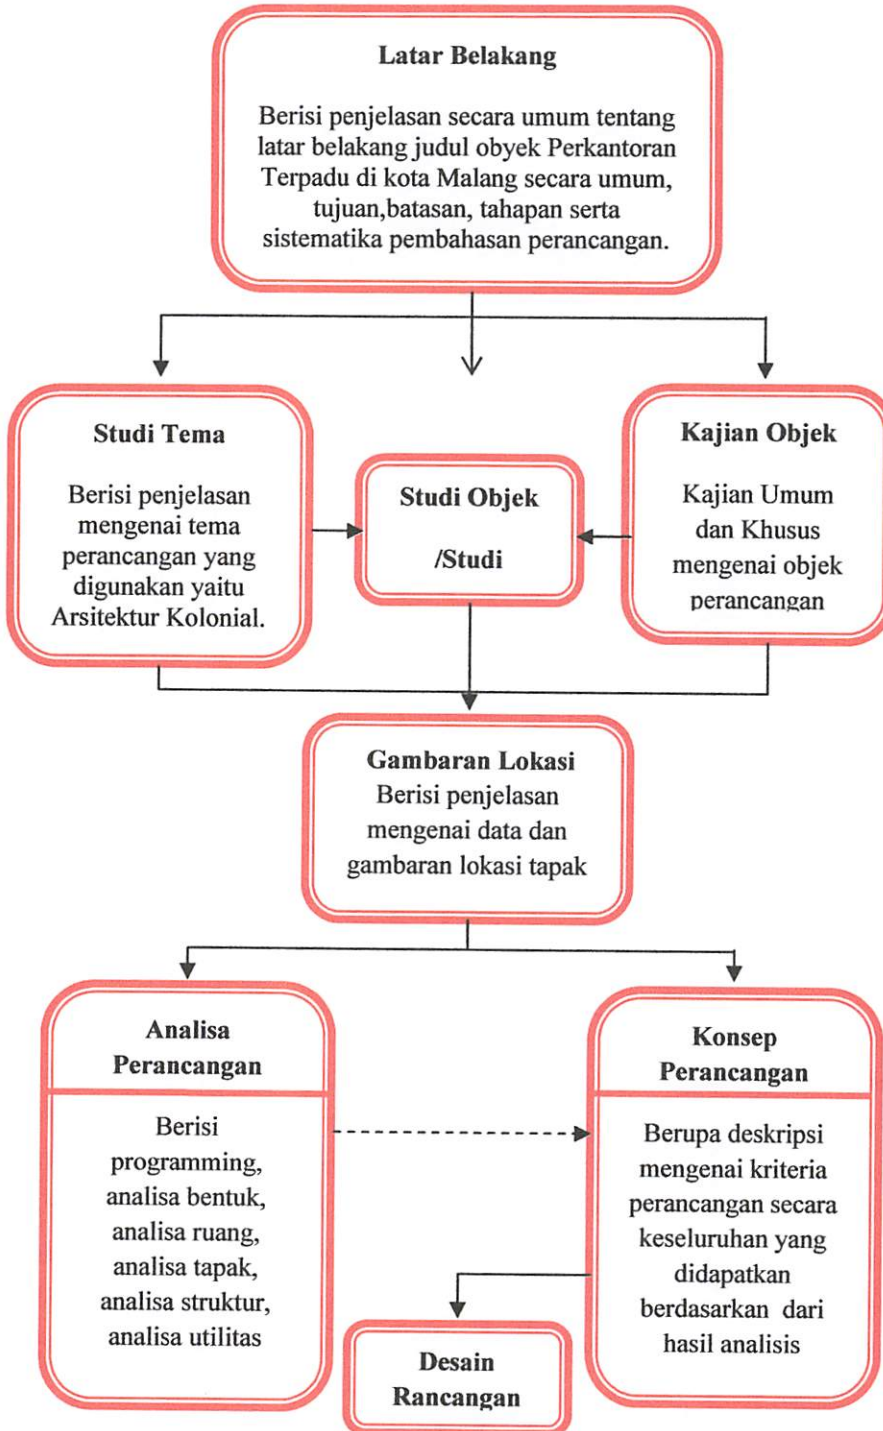 Latar Belakang
Berisi penjelasan secara umum tentang
latar belakang judul obyek Perkantoran
Terpadu di kota Malang secara umum,
tujuan,batasan, tahapan serta
sistematika pembahasan perancangan.
Studi Tema
Berisi penjelasan
mengenai tema
perancangan yang
digunakan yaitu
Arsitektur Kolonial.
Studi Objek
/Studi
Kajian Objek
Kajian Umum
dan Khusus
mengenai objek
perancangan
Gambaran Lokasi
Berisi penjelasan
mengenai data dan
gambaran lokasi tapak
Analisa
Perancangan
Berisi
programming,
analisa bentuk,
analisa ruang,
analisa tapak,
analisa struktur,
analisa utilitas
Konsep
Perancangan
Berupa deskripsi
mengenai kriteria
perancangan secara
keseluruhan yang
didapatkan
berdasarkan dari
hasil analisis
Desain
Rancangan